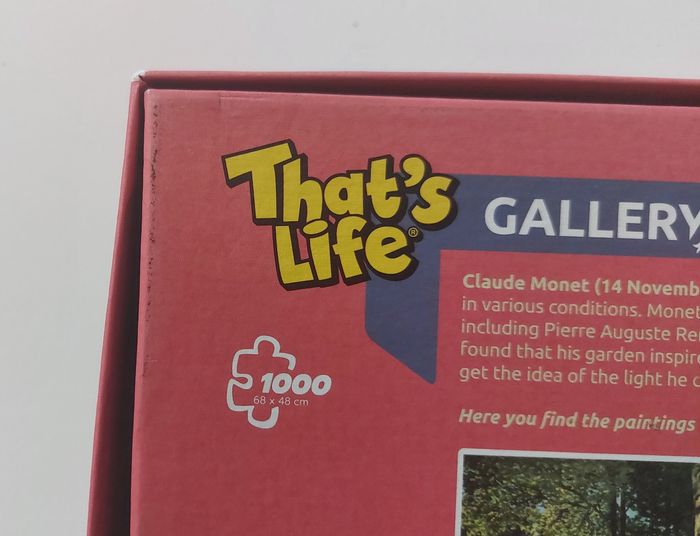 That's
Life®
GALLERY
Claude Monet (14 Novemb
in various conditions. Monet
including Pierre Auguste Re
found that his garden inspir
get the idea of the light he c
Here you find the paintings
1000
68 x 48 cm